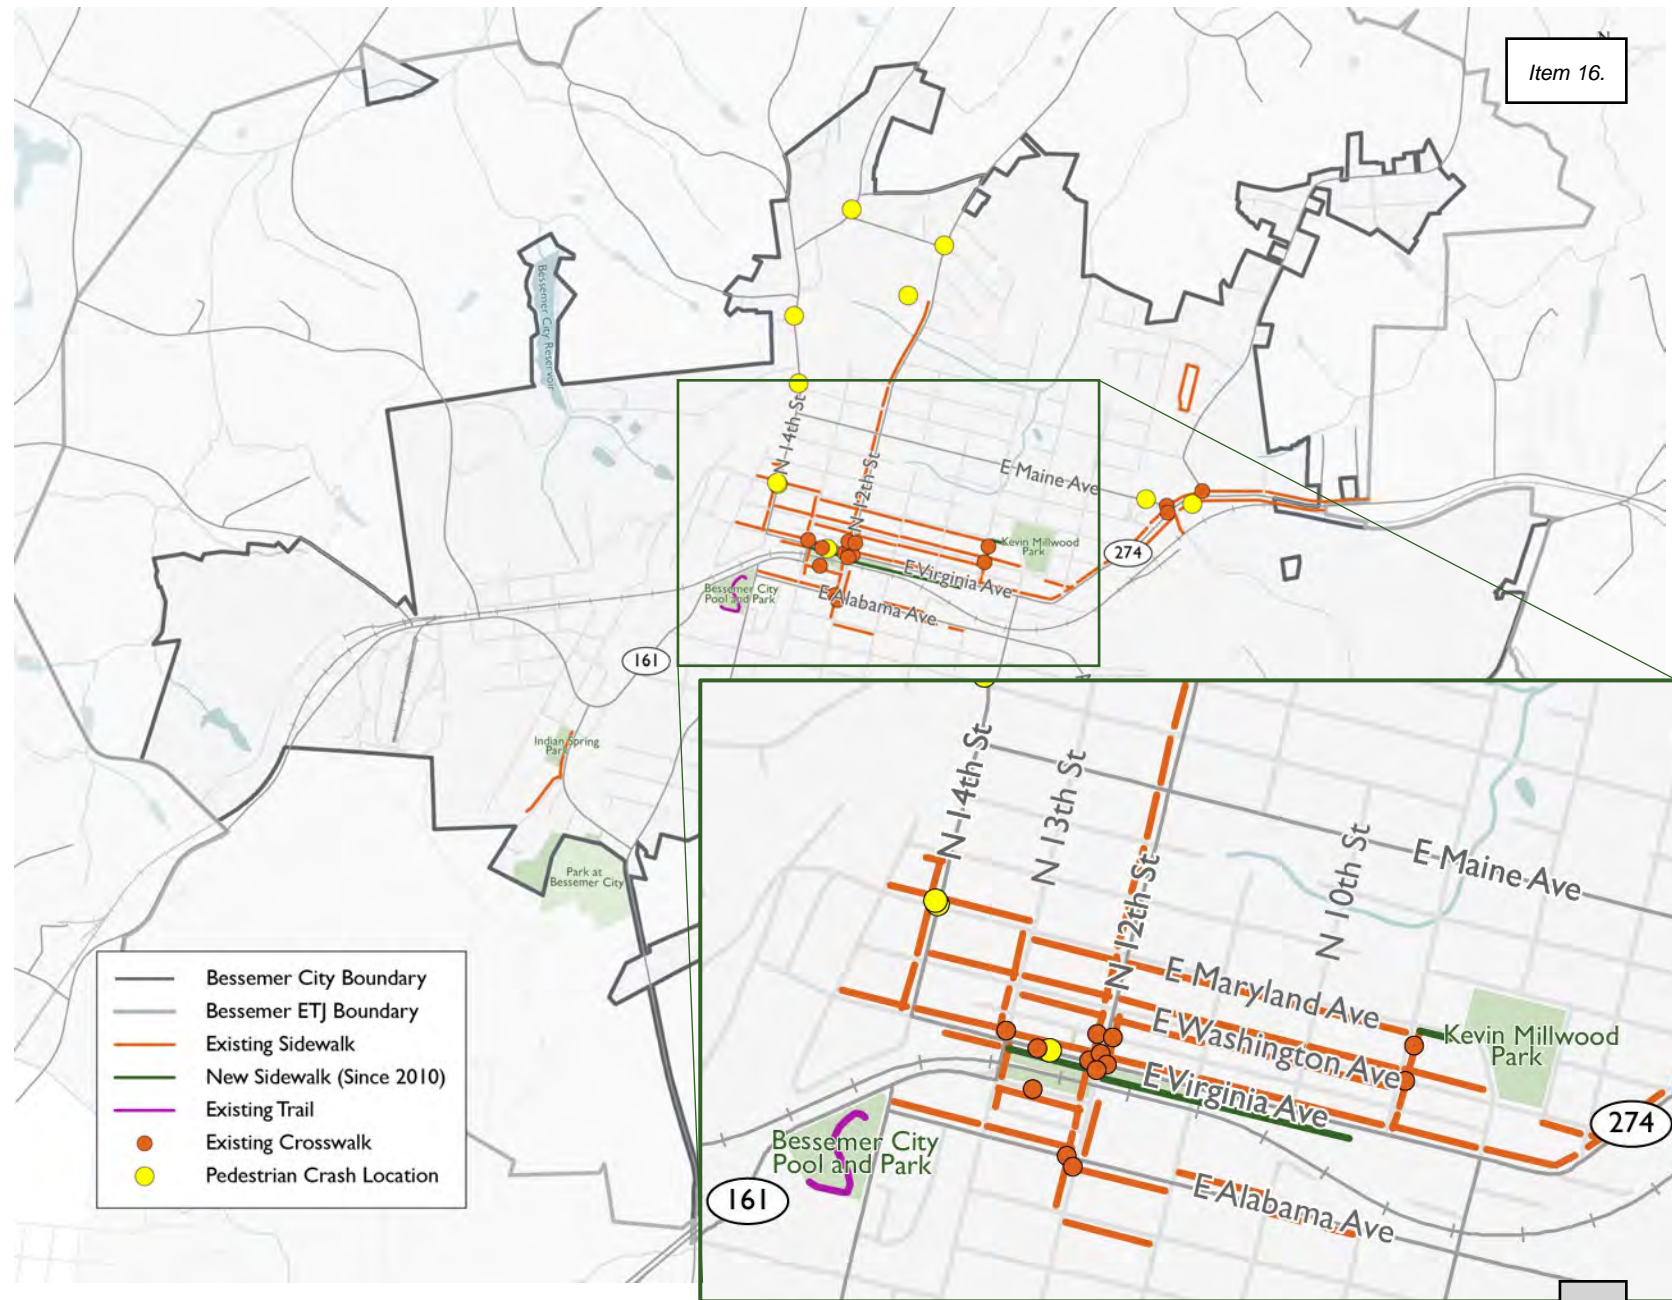 Item 16.
N
Bessemer City Reservoir
N 14th St
N 12th St
E Maine Ave
Kevin Millwood
Park
274
E Virginia Ave
E Alabama Ave
Bessemer City
Pool and Park
161
Indian Spring
Park
Park at
Bessemer City
Bessemer City Boundary
Bessemer ETJ Boundary
Existing Sidewalk
New Sidewalk (Since 2010)
Existing Trail
Existing Crosswalk
Pedestrian Crash Location
N 14th St
N 13th St
N 12th St
N 10th St
E Maine Ave
E Maryland Ave
E Washington Ave
E Virginia Ave
Kevin Millwood
Park
274
Bessemer City
Pool and Park
161
E Alabama Ave